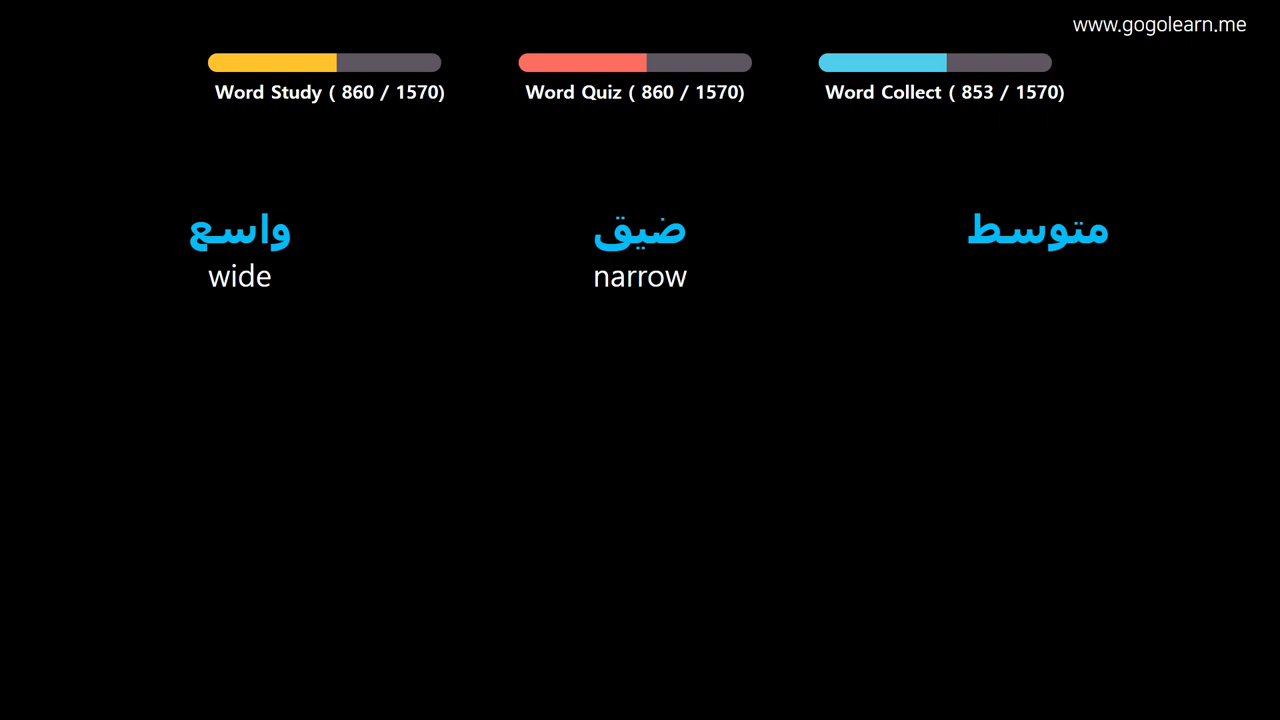 www.gogolearn.me
Word Study ( 860 / 1570)
Word Quiz ( 860 / 1570)
Word Collect ( 853 / 1570)
واسع
ضيق
متوسط
wide
narrow